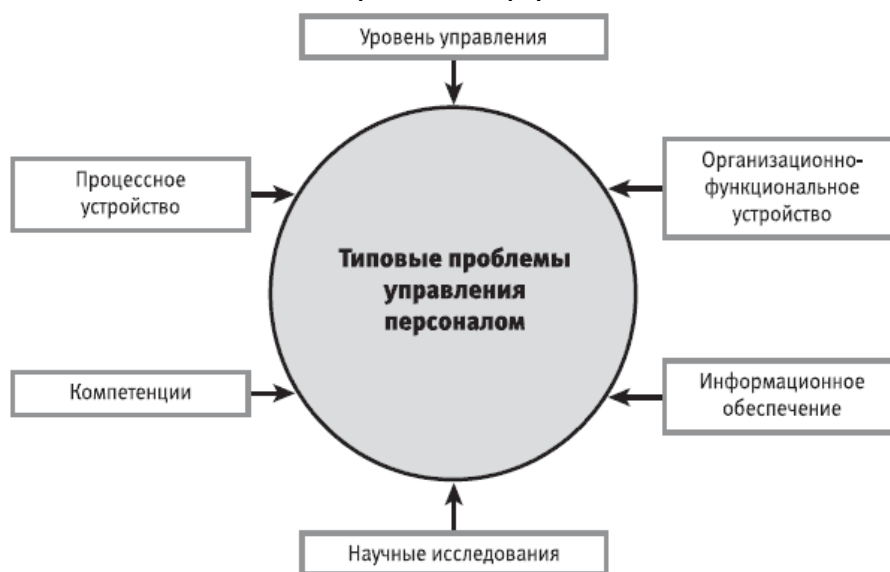 Уровень управления
Процессное
устройство
Организационно-
функциональное
устройство
Типовые проблемы
управления
персоналом
Компетенции
Информационное
обеспечение
Научные исследования